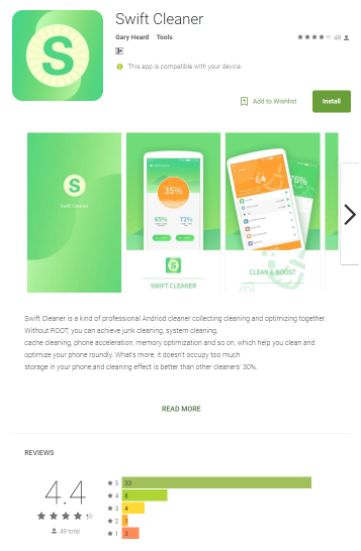 S
Swift Cleaner
Gary Heard Tools
49
3+
This app is compatible with your device.
Add to Wishlist
Install
S
Swift Cleaner
35%
65% 72%
S
SWIFT CLEANER
64
76%
CLEAN & BOOST
Swift Cleaner is a kind of professional Andriod cleaner collecting cleaning and optimizing together.
Without ROOT, you can achieve junk cleaning, system cleaning,
cache cleaning, phone acceleration, memory optimization and so on, which help you clean and
optimize your phone roundly. What's more, it doesn't occupy too much
storage in your phone,and cleaning effect is better than other cleaners' 30%.
READ MORE
REVIEWS
4.4
49 total
5 33
4 8
3 4
2 1
1 3